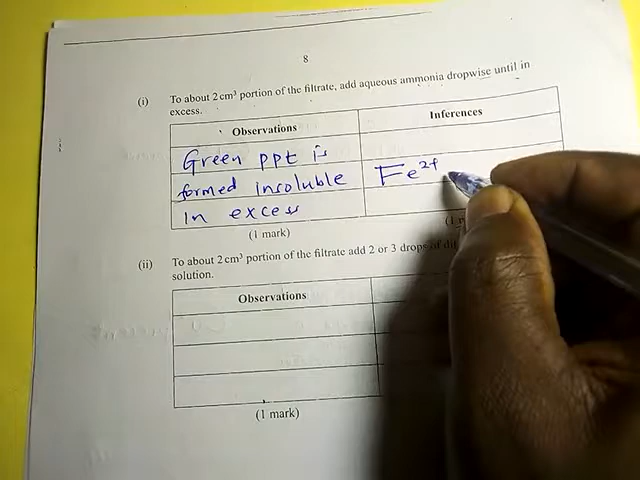 8
(i) To about 2 cm³ portion of the filtrate, add aqueous ammonia dropwise until in
excess.
Observations Inferences
Green ppt is
formed insoluble Fe²⁺
in excess
(1 mark) (1
(ii) To about 2 cm³ portion of the filtrate add 2 or 3 drops of
solution.
Observations
(1 mark)